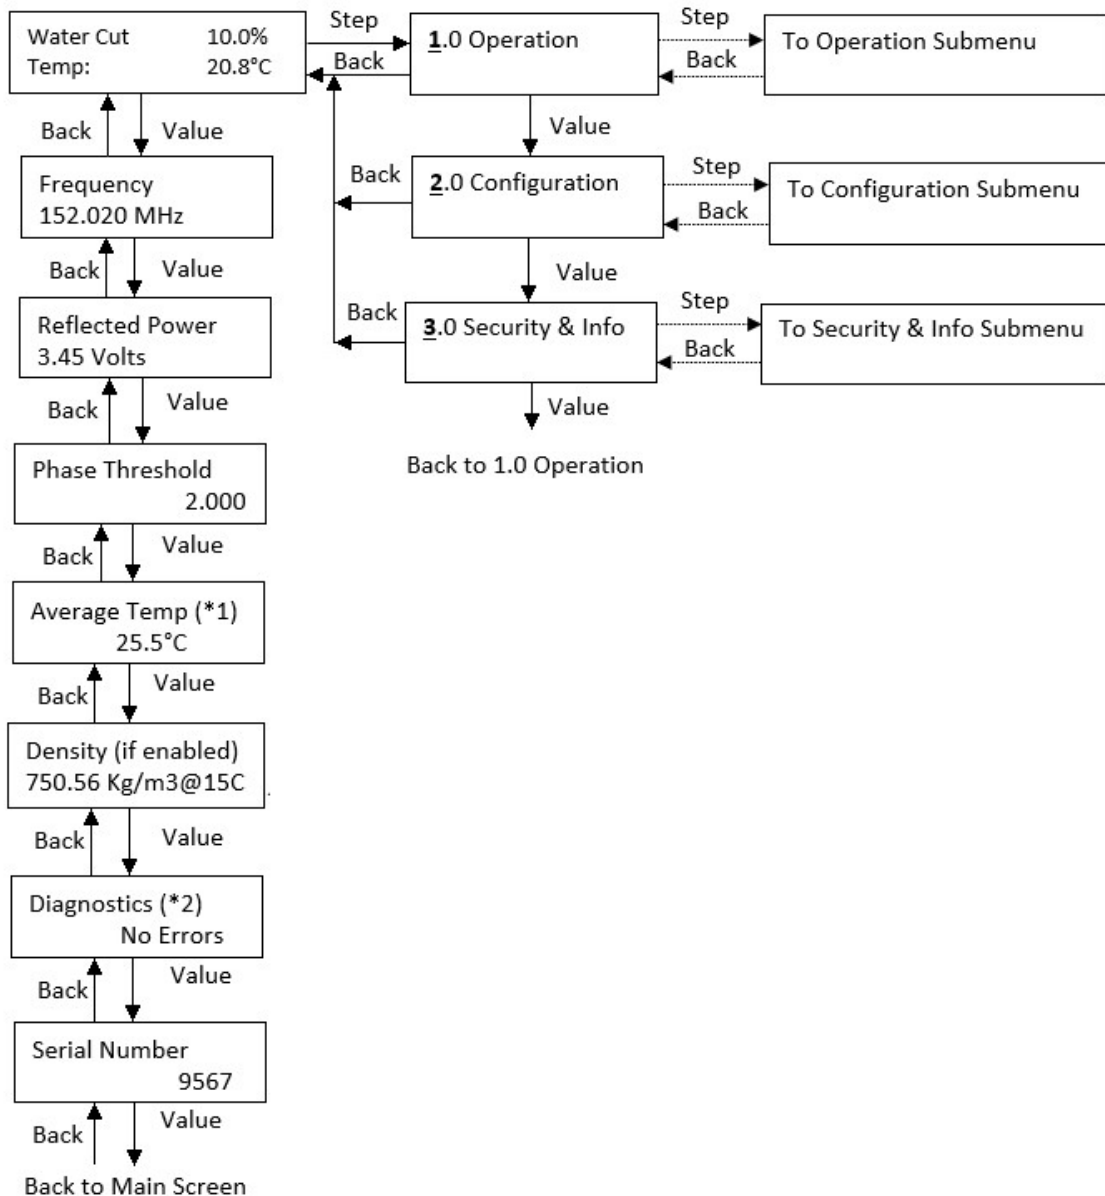 Water Cut 10.0%
Temp: 20.8°C
Step
Back
1.0 Operation
Step
Back
To Operation Submenu
Back
Value
Value
Frequency
152.020 MHz
Back
2.0 Configuration
Step
Back
To Configuration Submenu
Back
Value
Value
Reflected Power
3.45 Volts
Back
3.0 Security & Info
Step
Back
To Security & Info Submenu
Back
Value
Value
Back to 1.0 Operation
Phase Threshold
2.000
Back
Value
Average Temp (*1)
25.5°C
Back
Value
Density (if enabled)
750.56 Kg/m3@15C
Back
Value
Diagnostics (*2)
No Errors
Back
Value
Serial Number
9567
Back
Value
Back to Main Screen